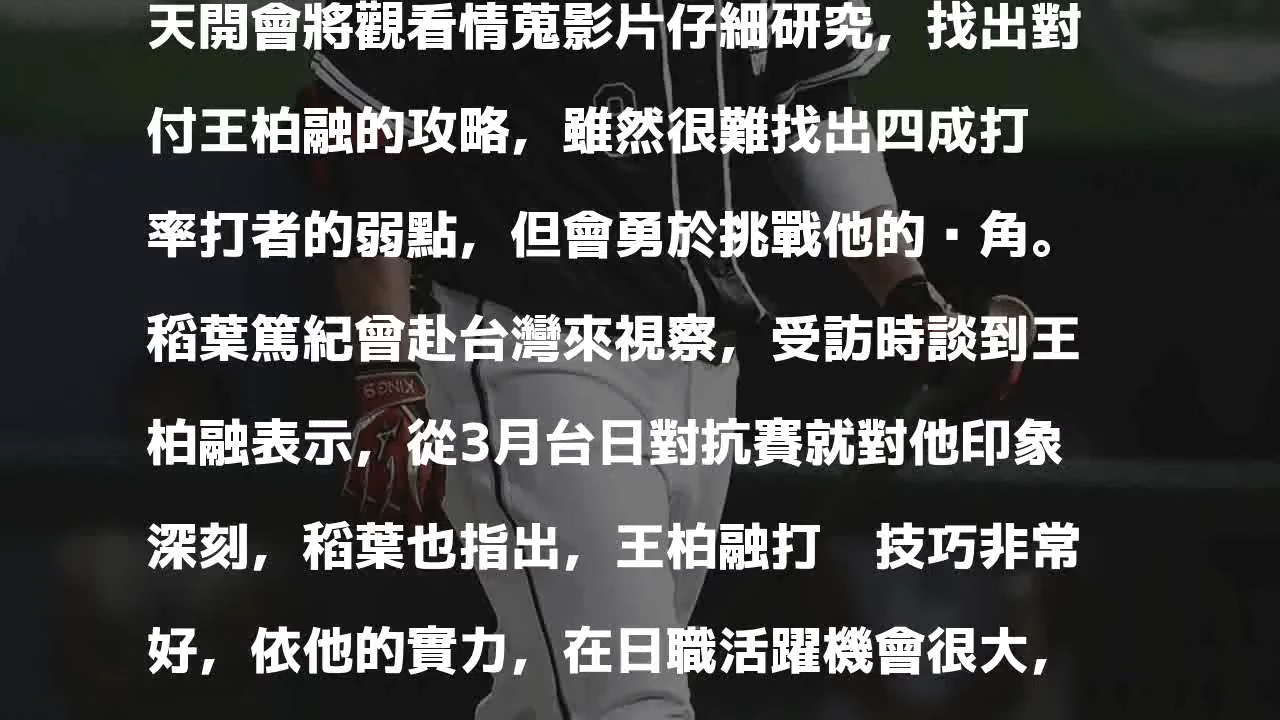 天開會將觀看情蒐影片仔細研究，找出對
付王柏融的攻略，雖然很難找出四成打
率打者的弱點，但會勇於挑戰他的·角。
稻葉篤紀曾赴台灣來視察，受訪時談到王
柏融表示，從3月台日對抗賽就對他印象
深刻，稻葉也指出，王柏融打　技巧非常
好，依他的實力，在日職活躍機會很大，
KING9